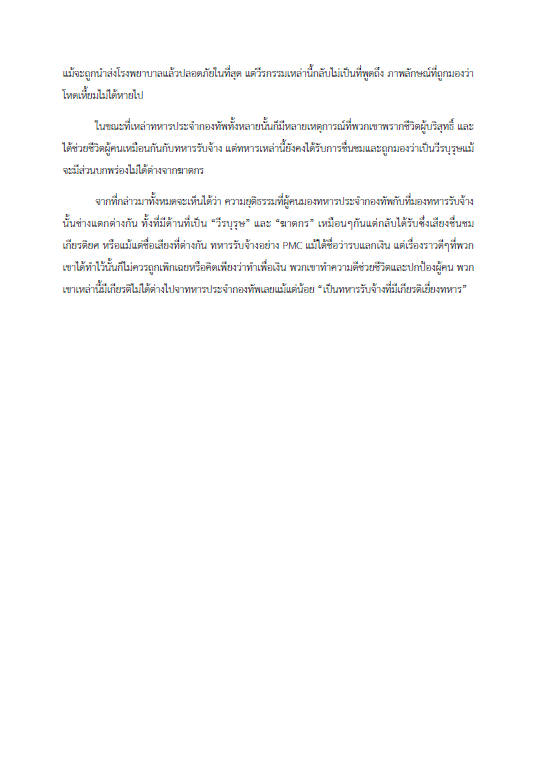 แม้จะถูกนำส่งโรงพยาบาลแล้วปลอดภัยในที่สุด แต่วีรกรรมเหล่านี้กลับไม่เป็นที่พูดถึง ภาพลักษณ์ที่ถูกมองว่า
โหดเหี้ยมไม่ได้หายไป
ในขณะที่เหล่าทหารประจำกองทัพทั้งหลายนั้นก็มีหลายเหตุการณ์ที่พวกเขาพรากชีวิตผู้บริสุทธิ์ และ
ได้ช่วยชีวิตผู้คนเหมือนกันกับทหารรับจ้าง แต่ทหารเหล่านี้ยังคงได้รับการชื่นชมและถูกมองว่าเป็นวีรบุรุษแม้
จะมีส่วนบกพร่องไม่ได้ต่างจากฆาตกร
จากที่กล่าวมาทั้งหมดจะเห็นได้ว่า ความยุติธรรมที่ผู้คนมองทหารประจำกองทัพกับที่มองทหารรับจ้าง
นั้นช่างแตกต่างกัน ทั้งที่มีด้านที่เป็น “วีรบุรุษ” และ “ฆาตกร” เหมือนๆกันแต่กลับได้รับซึ่งเสียงชื่นชม
เกียรติยศ หรือแม้แต่ชื่อเสียงที่ต่างกัน ทหารรับจ้างอย่าง PMC แม้ได้ชื่อว่ารบแลกเงิน แต่เรื่องราวดีๆที่พวก
เขาได้ทำไว้นั้นก็ไม่ควรถูกเพิกเฉยหรือคิดเพียงว่าทำเพื่อเงิน พวกเขาทำความดีช่วยชีวิตและปกป้องผู้คน พวก
เขาเหล่านี้มีเกียรติไม่ได้ต่างไปจาทหารประจำกองทัพเลยแม้แต่น้อย “เป็นทหารรับจ้างที่มีเกียรติเยี่ยงทหาร”